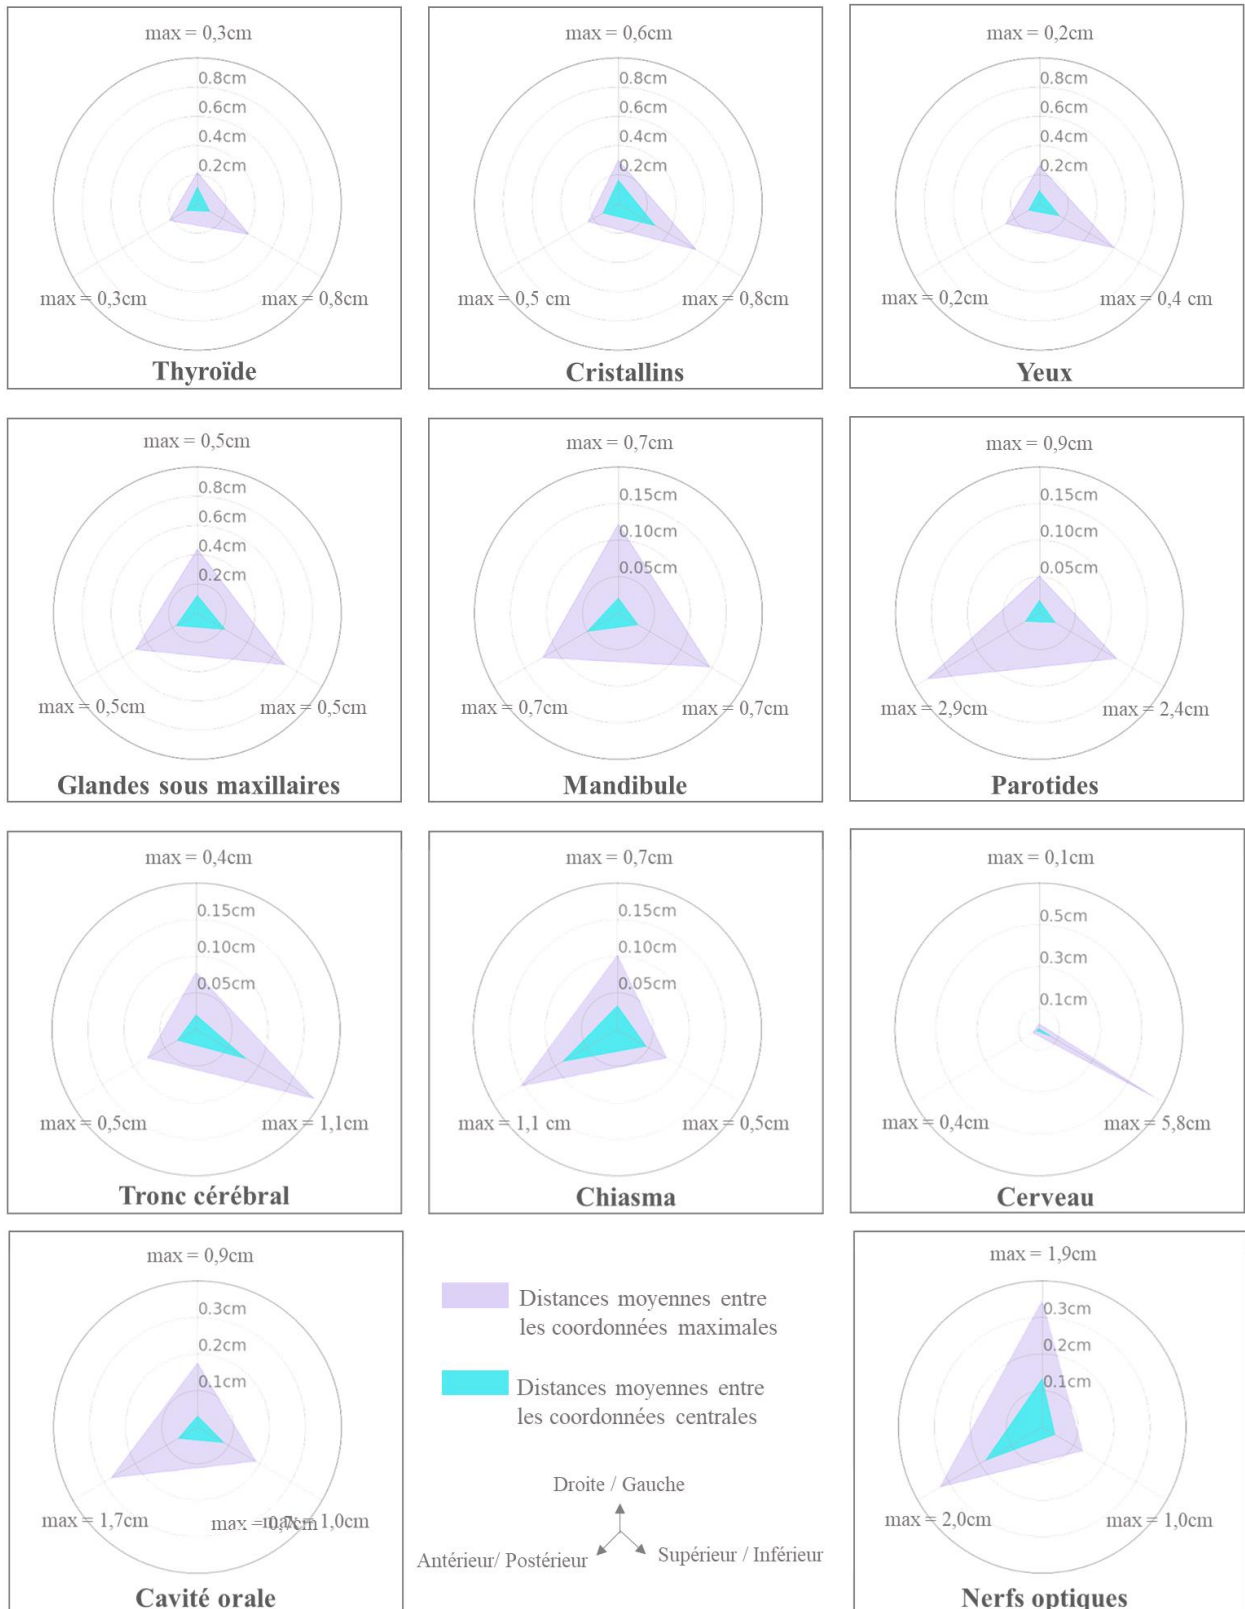 max = 0,3cm
0.8cm
0.6cm
0.4cm
0.2cm
max = 0,3cm
max = 0,8cm
Thyroïde
max = 0,6cm
0.8cm
0.6cm
0.4cm
0.2cm
max = 0,5 cm
max = 0,8cm
Cristallins
max = 0,2cm
0.8cm
0.6cm
0.4cm
0.2cm
max = 0,2cm
max = 0,4 cm
Yeux
max = 0,5cm
0.8cm
0.6cm
0.4cm
0.2cm
max = 0,5cm
max = 0,5cm
Glandes sous maxillaires
max = 0,7cm
0.15cm
0.10cm
0.05cm
max = 0,7cm
max = 0,7cm
Mandibule
max = 0,9cm
0.15cm
0.10cm
0.05cm
max = 2,9cm
max = 2,4cm
Parotides
max = 0,4cm
0.15cm
0.10cm
0.05cm
max = 0,5cm
max = 1,1cm
Tronc cérébral
max = 0,7cm
0.15cm
0.10cm
0.05cm
max = 1,1 cm
max = 0,5cm
Chiasma
max = 0,1cm
0.5cm
0.3cm
0.1cm
max = 0,4cm
max = 5,8cm
Cerveau
max = 0,9cm
0.3cm
0.2cm
0.1cm
max = 1,7cm
max = 0,7cm
max = 1,0cm
Cavité orale
Distances moyennes entre
les coordonnées maximales
Distances moyennes entre
les coordonnées centrales
Droite / Gauche
Antérieur/ Postérieur
Supérieur / Inférieur
max = 1,9cm
0.3cm
0.2cm
0.1cm
max = 2,0cm
max = 1,0cm
Nerfs optiques